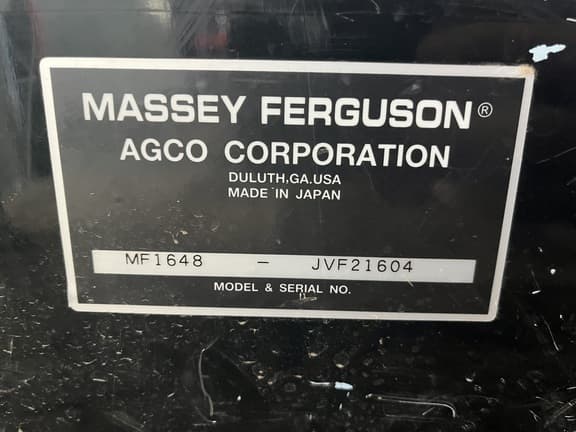 MASSEY FERGUSON®
AGCO CORPORATION
DULUTH,GA.USA
MADE IN JAPAN
MF1648 – JVF21604
MODEL & SERIAL NO.